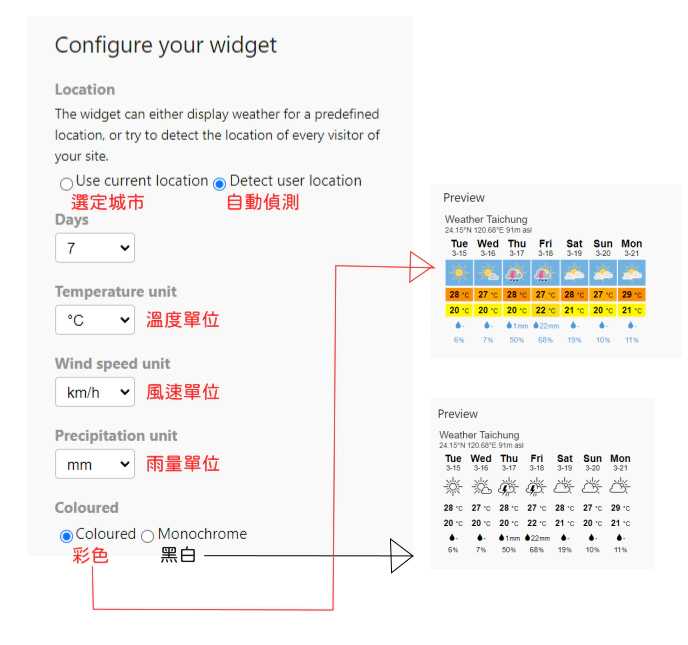 Configure your widget
Location
The widget can either display weather for a predefined
location, or try to detect the location of every visitor of
your site.
Use current location Detect user location
選定城市 自動偵測
Days
7
Temperature unit
°C 溫度單位
Wind speed unit
km/h 風速單位
Precipitation unit
mm 雨量單位
Coloured
Coloured Monochrome
彩色 黑白
Preview
Weather Taichung
24.15°N 120.68°E 91m asl
Tue Wed Thu Fri Sat Sun Mon
3-15 3-16 3-17 3-18 3-19 3-20 3-21
28 °C 27 °C 28 °C 27 °C 28 °C 27 °C 29 °C
20 °C 20 °C 20 °C 22 °C 21 °C 20 °C 21 °C
- - 1mm 22mm - - -
6% 7% 50% 68% 19% 10% 11%
Preview
Weather Taichung
24.15°N 120.68°E 91m asl
Tue Wed Thu Fri Sat Sun Mon
3-15 3-16 3-17 3-18 3-19 3-20 3-21
28 °C 27 °C 28 °C 27 °C 28 °C 27 °C 29 °C
20 °C 20 °C 20 °C 22 °C 21 °C 20 °C 21 °C
- - 1mm 22mm - - -
6% 7% 50% 68% 19% 10% 11%